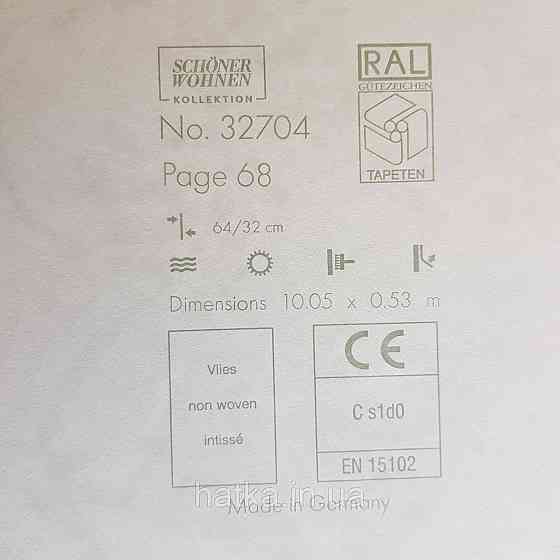 SCHÖNER
WOHNEN
KOLLEKTION
RAL
GÜTEZEICHEN
TAPETEN
No. 32704
Page 68
64/32 cm
Dimensions 10.05 x 0.53 m
Vlies
non woven
intissé
CE
C s1d0
EN 15102
hatka.in.ua
Made in Germany